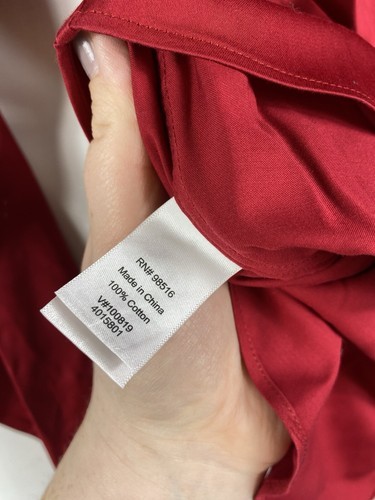 RN# 98516
Made in China
100% Cotton
V#100819
4015801